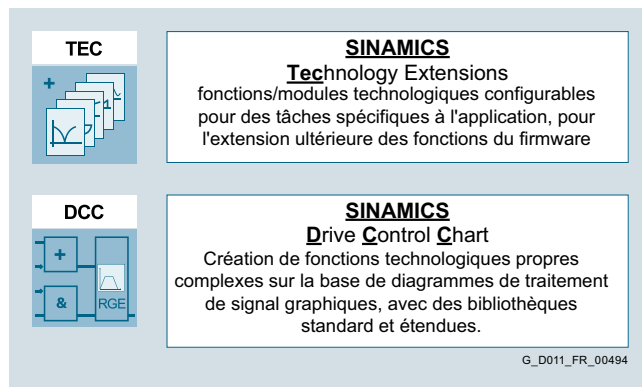 TEC
+
SINAMICS
Technology Extensions
fonctions/modules technologiques configurables
pour des tâches spécifiques à l'application, pour
l'extension ultérieure des fonctions du firmware
DCC
+
&
RGE
SINAMICS
Drive Control Chart
Création de fonctions technologiques propres
complexes sur la base de diagrammes de traitement
de signal graphiques, avec des bibliothèques
standard et étendues.
G_D011_FR_00494